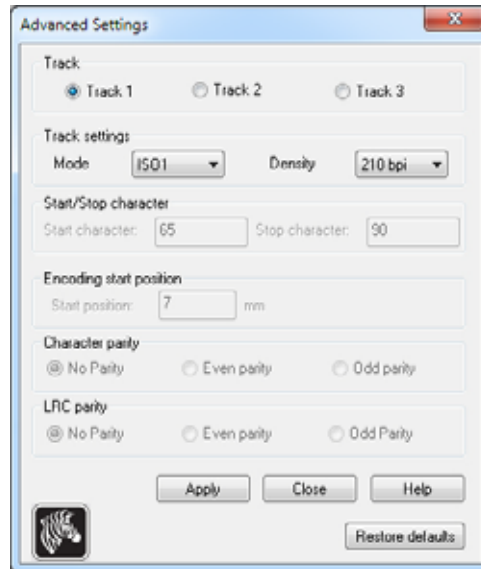 Advanced Settings
Track
Track 1 Track 2 Track 3
Track settings
Mode ISO1 Density 210 bpi
Start/Stop character
Start character: 65 Stop character: 90
Encoding start position
Start position: 7 mm
Character parity
No Parity Even parity Odd parity
LRC parity
No Parity Even parity Odd Parity
Apply Close Help
Restore defaults